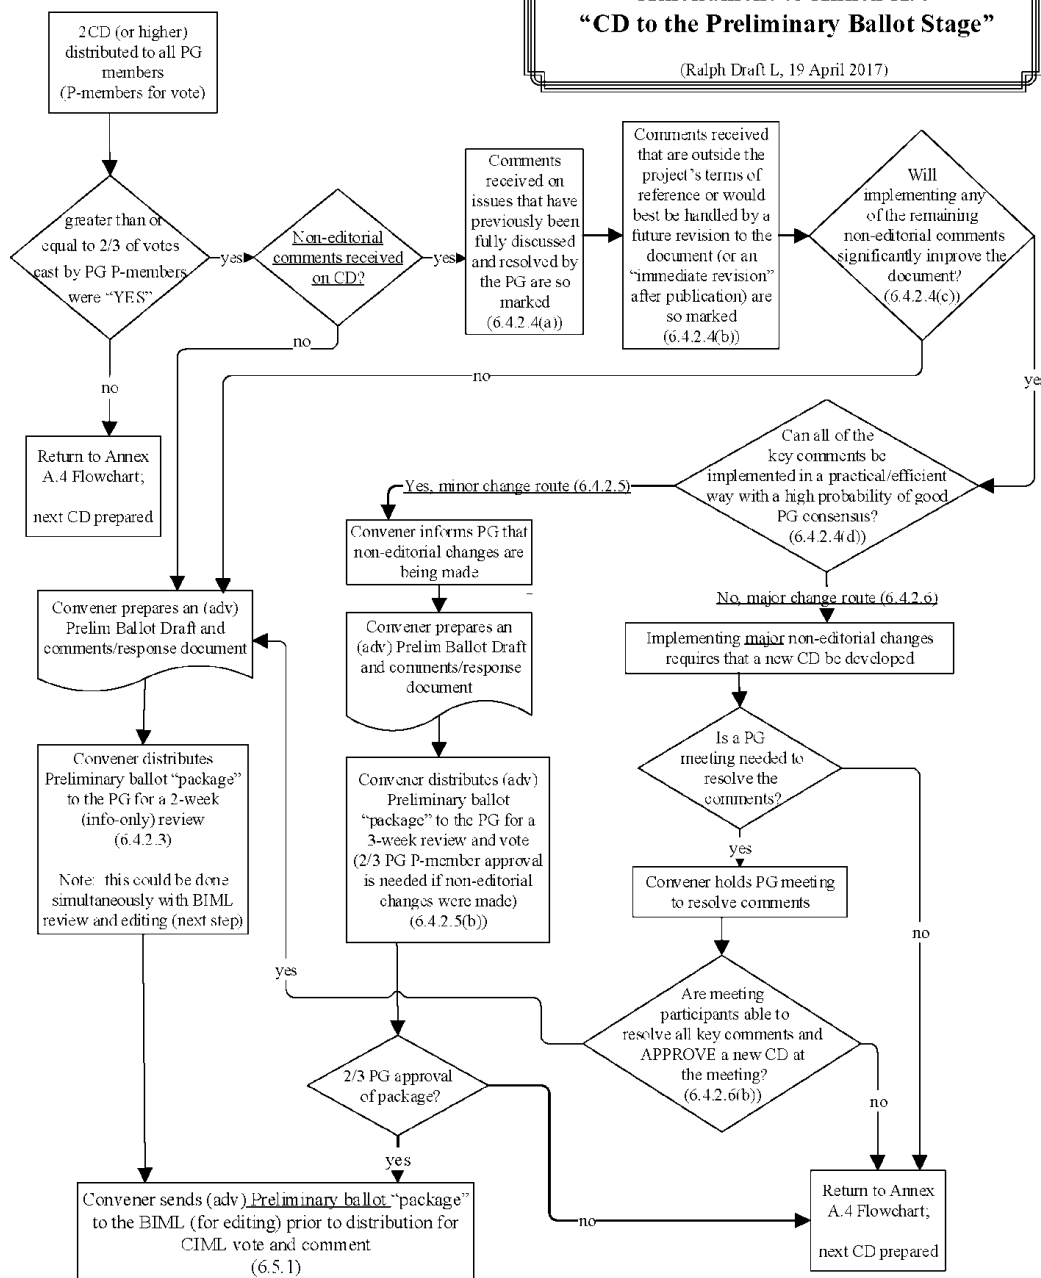 “CD to the Preliminary Ballot Stage”
(Ralph Draft L, 19 April 2017)
2CD (or higher)
distributed to all PG
members
(P-members for vote)
greater than or
equal to 2/3 of votes
cast by PG P-members
were “YES”
yes
no
Return to Annex
A.4 Flowchart;
next CD prepared
Non-editorial
comments received
on CD?
yes
no
Comments
received on
issues that have
previously been
fully discussed
and resolved by
the PG are so
marked
(6.4.2.4(a))
Comments received
that are outside the
project’s terms of
reference or would
best be handled by a
future revision to the
document (or an
“immediate revision”
after publication) are
so marked
(6.4.2.4(b))
Will
implementing any
of the remaining
non-editorial comments
significantly improve the
document?
(6.4.2.4(c))
no
ye
Can all of the
key comments be
implemented in a practical/efficient
way with a high probability of good
PG consensus?
(6.4.2.4(d))
Yes, minor change route (6.4.2.5)
No, major change route (6.4.2.6)
Convener informs PG that
non-editorial changes are
being made
Convener prepares an
(adv) Prelim Ballot Draft
and comments/response
document
Convener distributes (adv)
Preliminary ballot
“package” to the PG for a
3-week review and vote
(2/3 PG P-member approval
is needed if non-editorial
changes were made)
(6.4.2.5(b))
2/3 PG approval
of package?
yes
no
Convener prepares an (adv)
Prelim Ballot Draft and
comments/response document
Convener distributes
Preliminary ballot “package”
to the PG for a 2-week
(info-only) review
(6.4.2.3)
Note: this could be done
simultaneously with BIML
review and editing (next step)
Convener sends (adv) Preliminary ballot “package”
to the BIML (for editing) prior to distribution for
CIML vote and comment
(6.5.1)
Implementing major non-editorial changes
requires that a new CD be developed
Is a PG
meeting needed to
resolve the
comments?
yes
no
Convener holds PG meeting
to resolve comments
Are meeting
participants able to
resolve all key comments and
APPROVE a new CD at
the meeting?
(6.4.2.6(b))
yes
no
Return to Annex
A.4 Flowchart;
next CD prepared